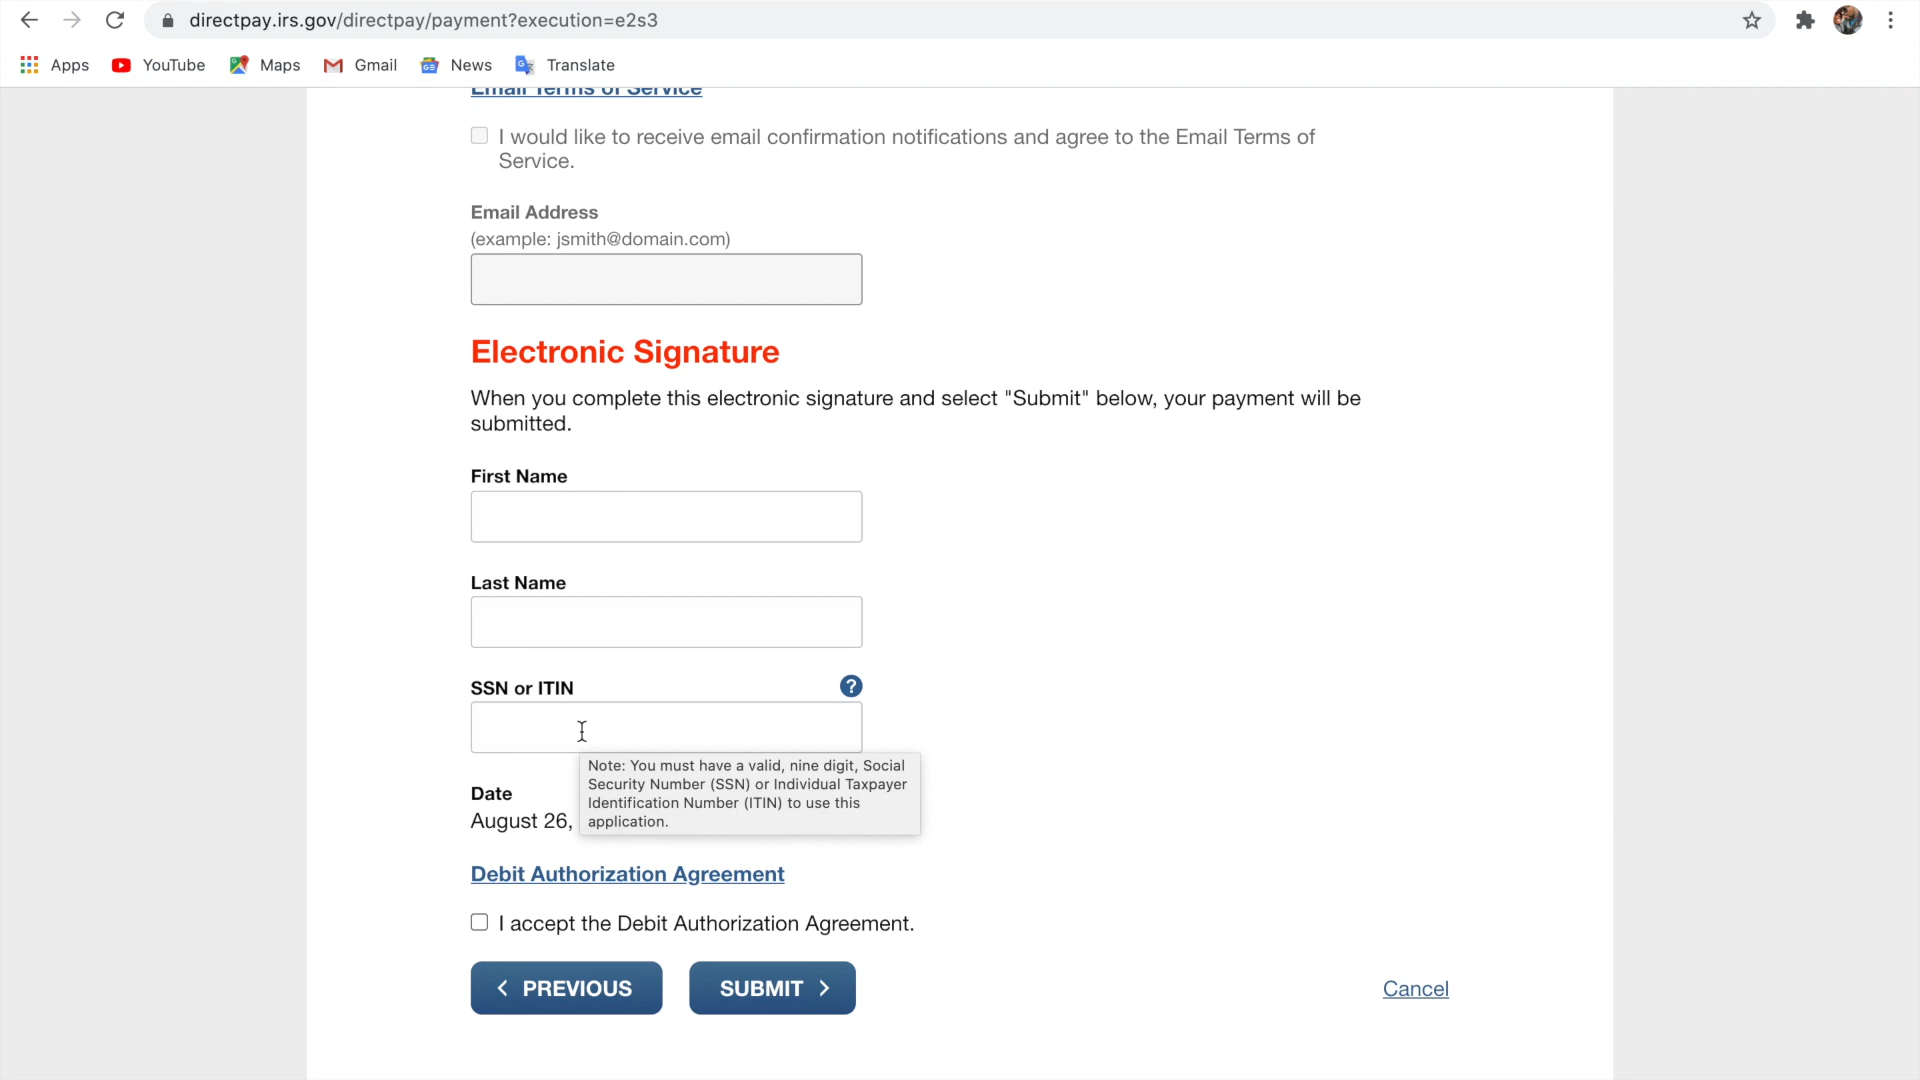 directpay.irs.gov/directpay/payment?execution=e2s3
Apps YouTube Maps Gmail News Translate
Email Terms of Service
I would like to receive email confirmation notifications and agree to the Email Terms of
Service.
Email Address
(example: jsmith@domain.com)
Electronic Signature
When you complete this electronic signature and select "Submit" below, your payment will be
submitted.
First Name
Last Name
SSN or ITIN ?
Note: You must have a valid, nine digit, Social
Security Number (SSN) or Individual Taxpayer
Identification Number (ITIN) to use this
application.
Date
August 26,
Debit Authorization Agreement
I accept the Debit Authorization Agreement.
PREVIOUS SUBMIT Cancel